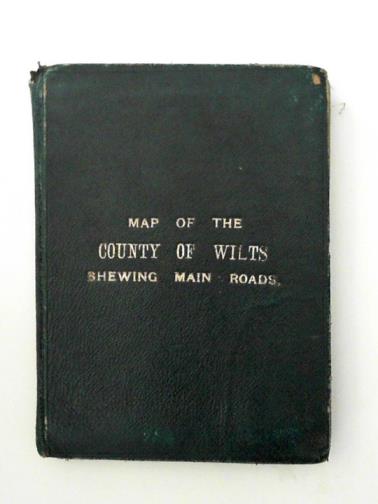 MAP OF THE
COUNTY OF WILTS
SHEWING MAIN ROADS.